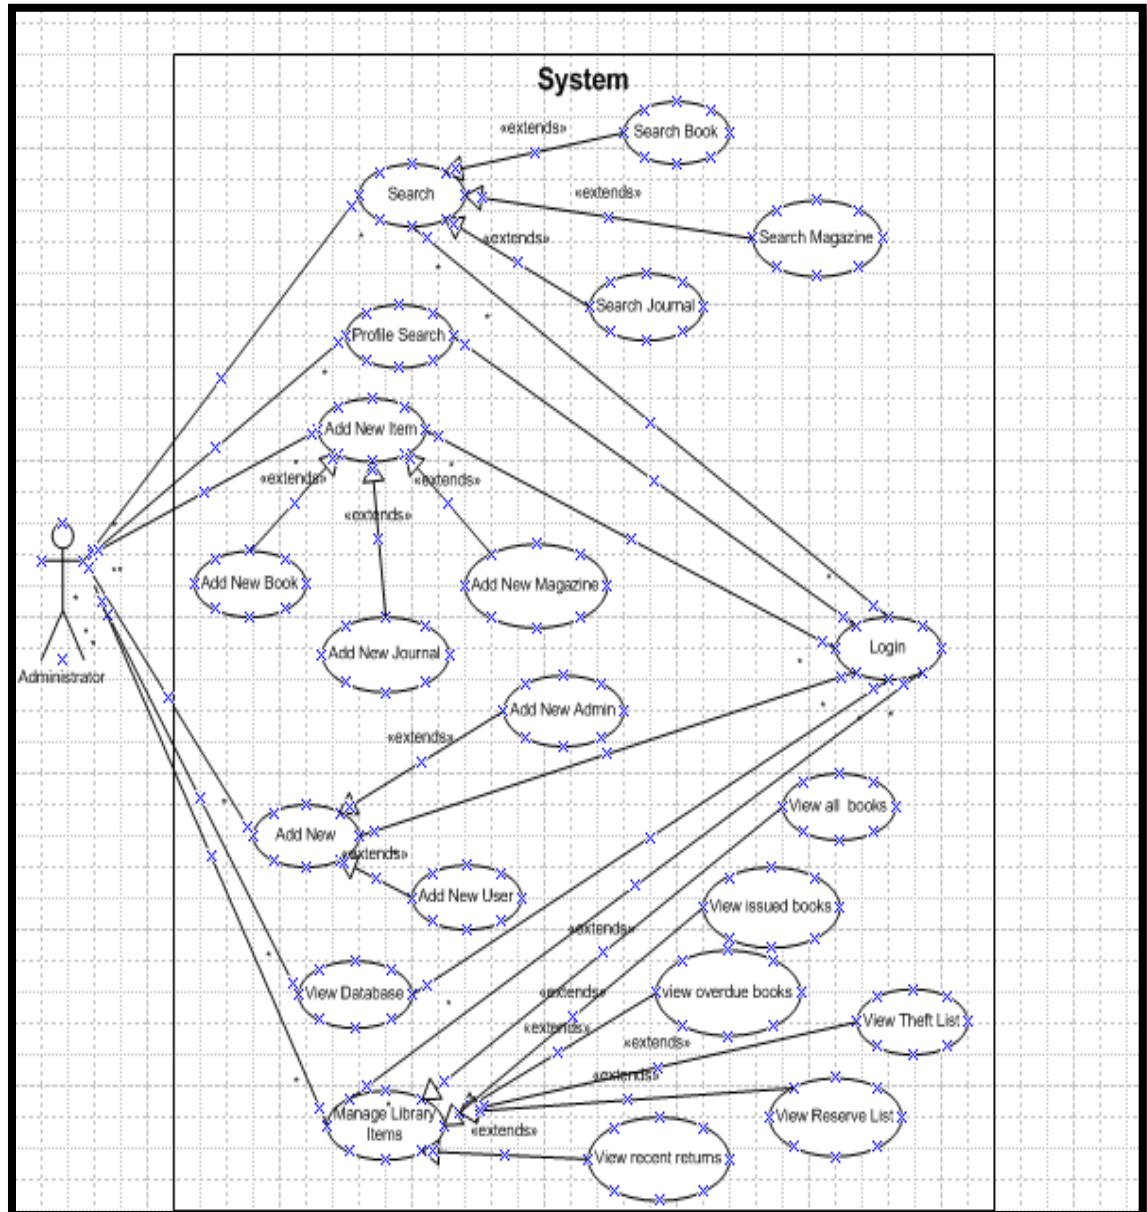 System
«extends»
Search Book
Search
«extends»
Search Magazine
«extends»
Search Journal
Profile Search
Add New Item
«extends»
«extends»
«extends»
Add New Book
Add New Magazine
Add New Journal
Login
Administrator
Add New Admin
«extends»
View all books
Add New
«extends»
Add New User
View issued books
«extends»
View Database
«extends»
view overdue books
«extends»
View Theft List
«extends»
«extends»
Manage Library
Items
View Reserve List
«extends»
View recent returns